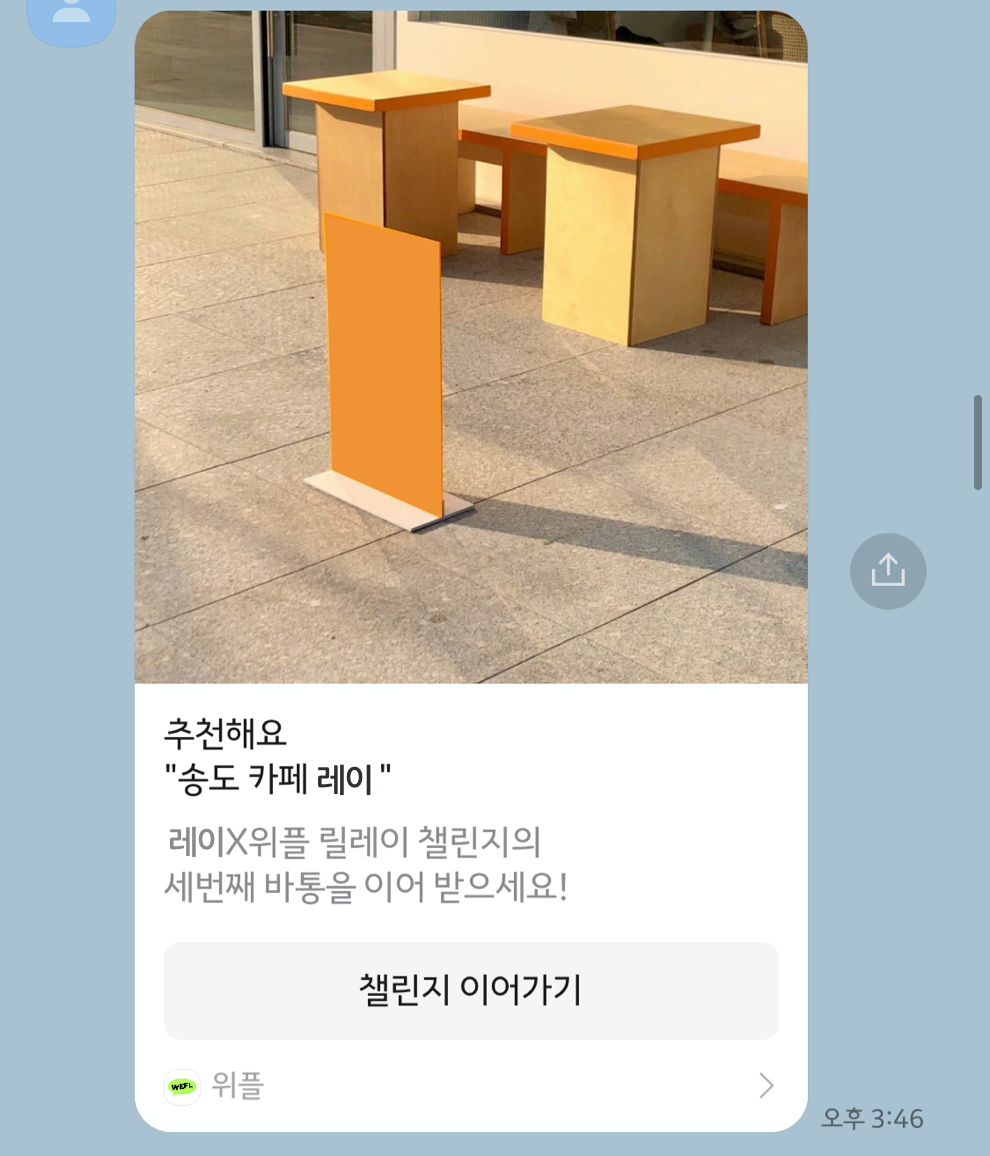 추천해요
"송도 카페 레이 "
레이X위플 릴레이 챌린지의
세번째 바통을 이어 받으세요!
챌린지 이어가기
WEFL 위플
오후 3:46